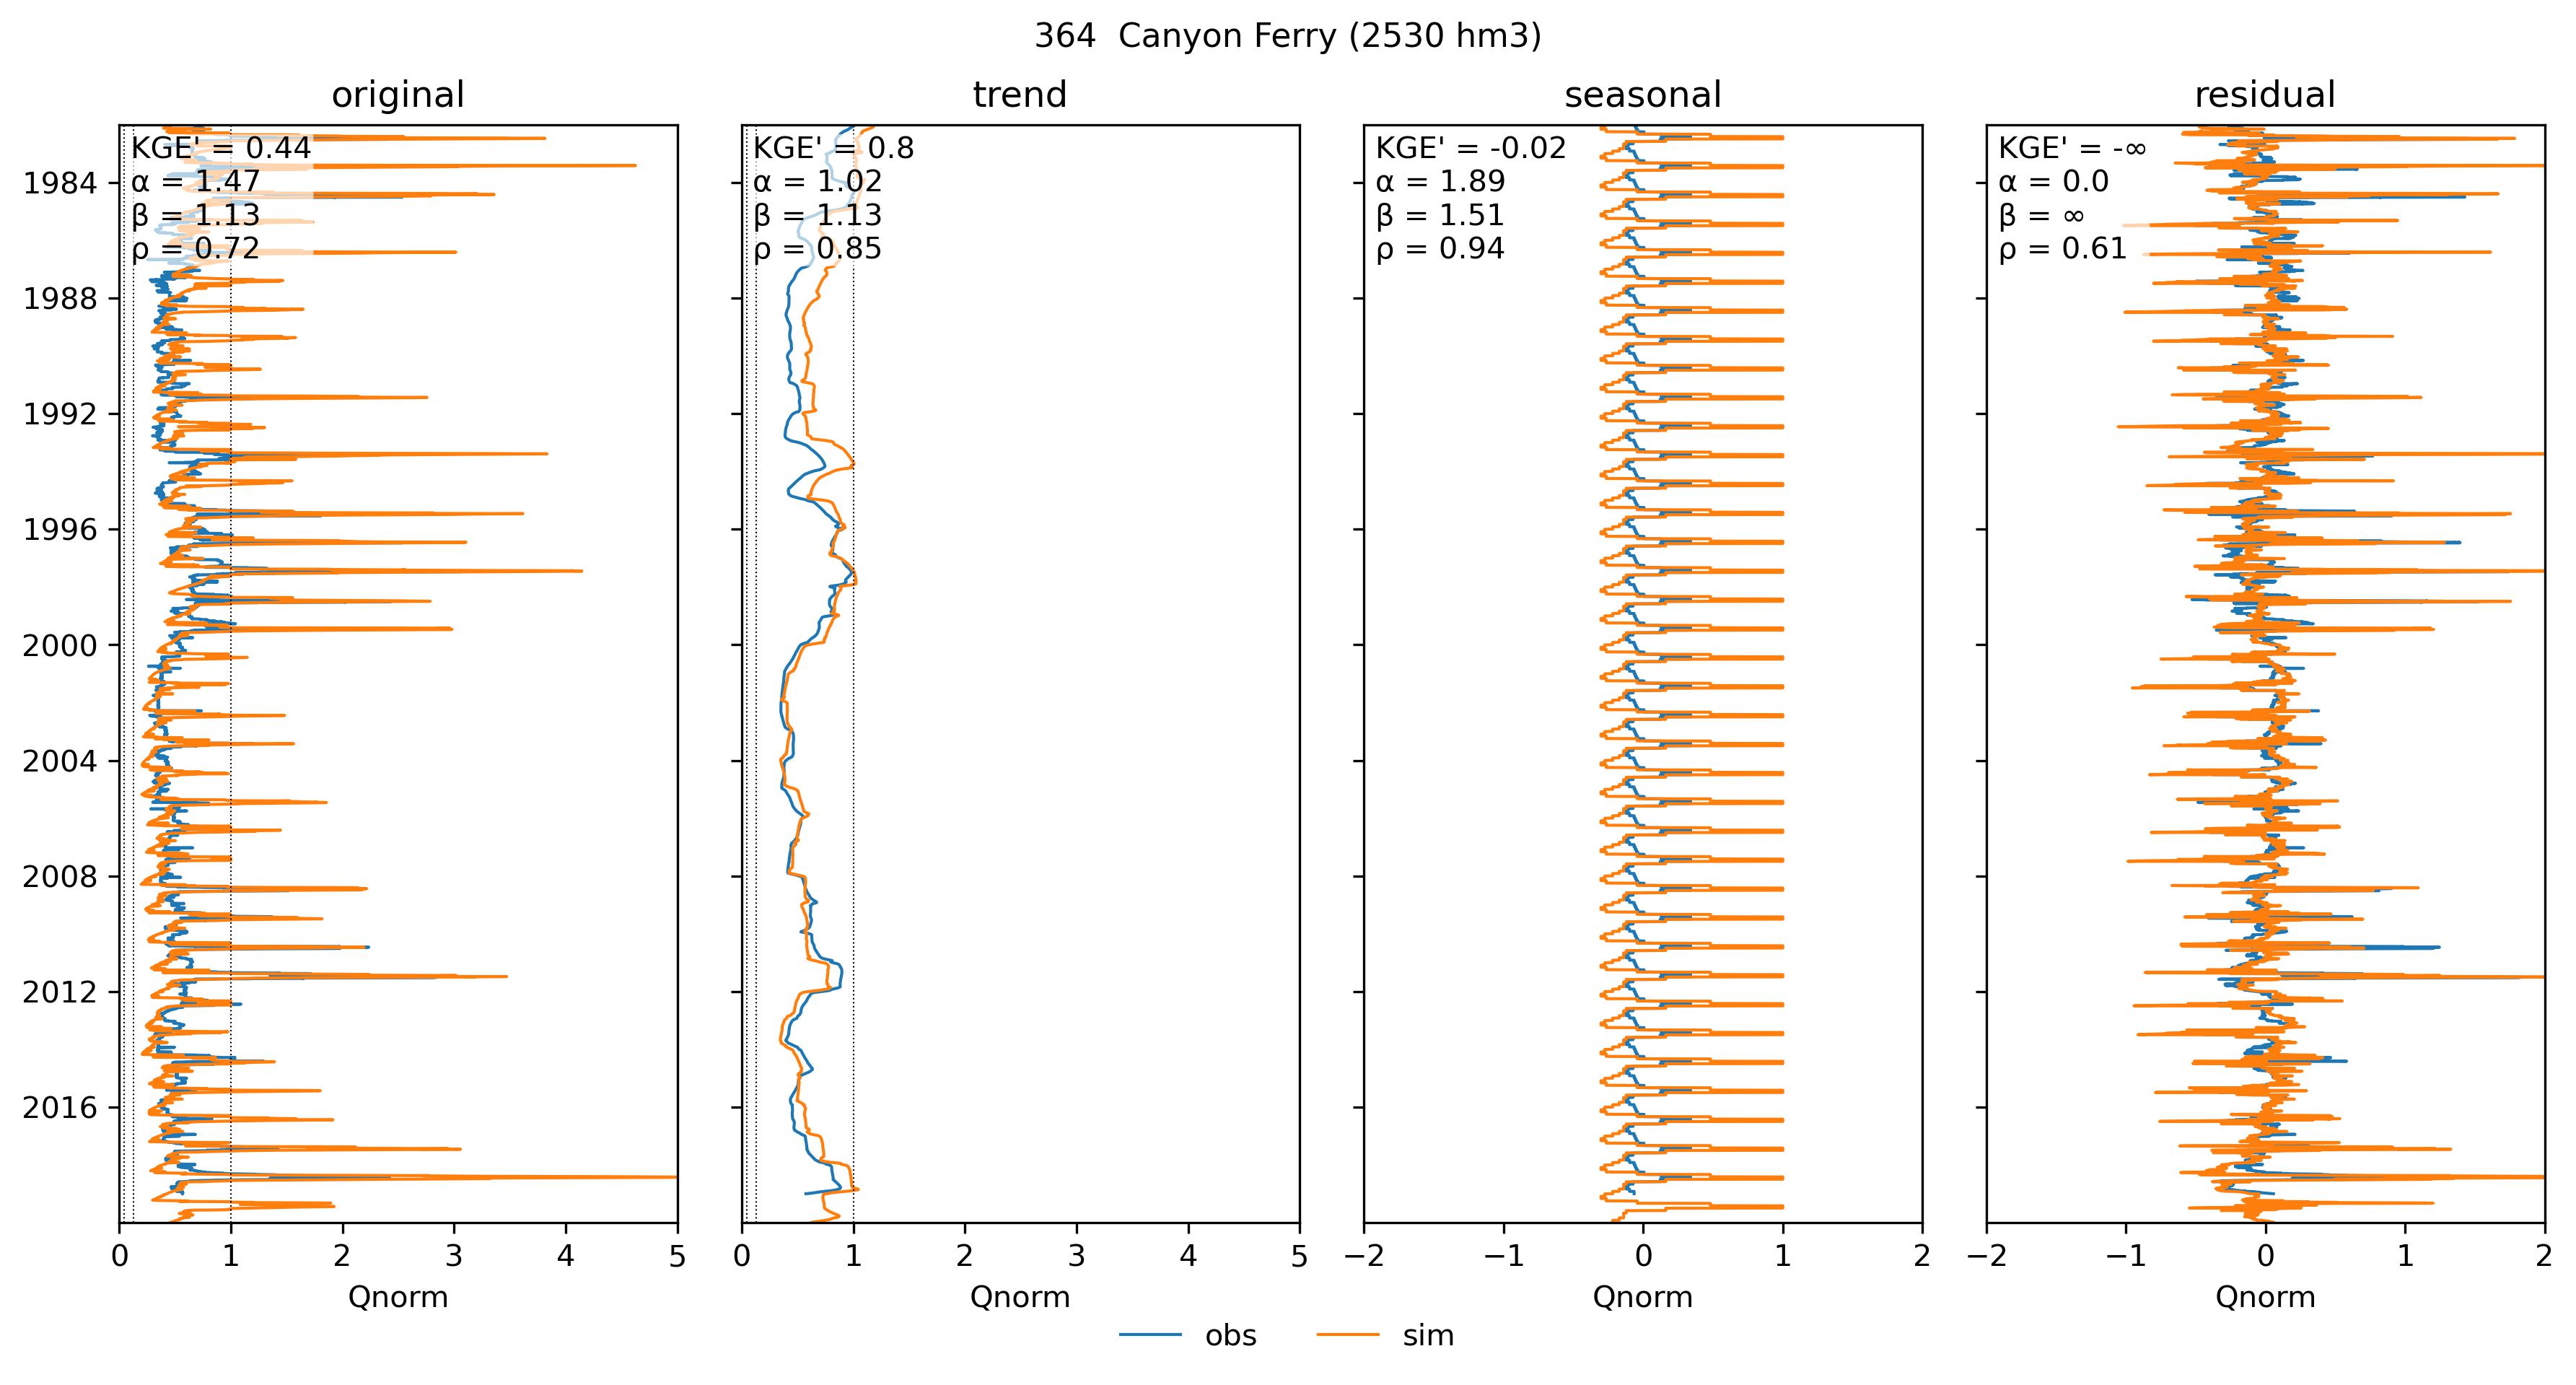 364  Canyon Ferry (2530 hm3)
original
trend
seasonal
residual
KGE' = 0.44
α = 1.47
β = 1.13
ρ = 0.72
KGE' = 0.8
α = 1.02
β = 1.13
ρ = 0.85
KGE' = -0.02
α = 1.89
β = 1.51
ρ = 0.94
KGE' = -∞
α = 0.0
β = ∞
ρ = 0.61
1984
1988
1992
1996
2000
2004
2008
2012
2016
0 1 2 3 4 5
0 1 2 3 4 5
−2 −1 0 1 2
−2 −1 0 1 2
Qnorm
Qnorm
Qnorm
Qnorm
obs
sim